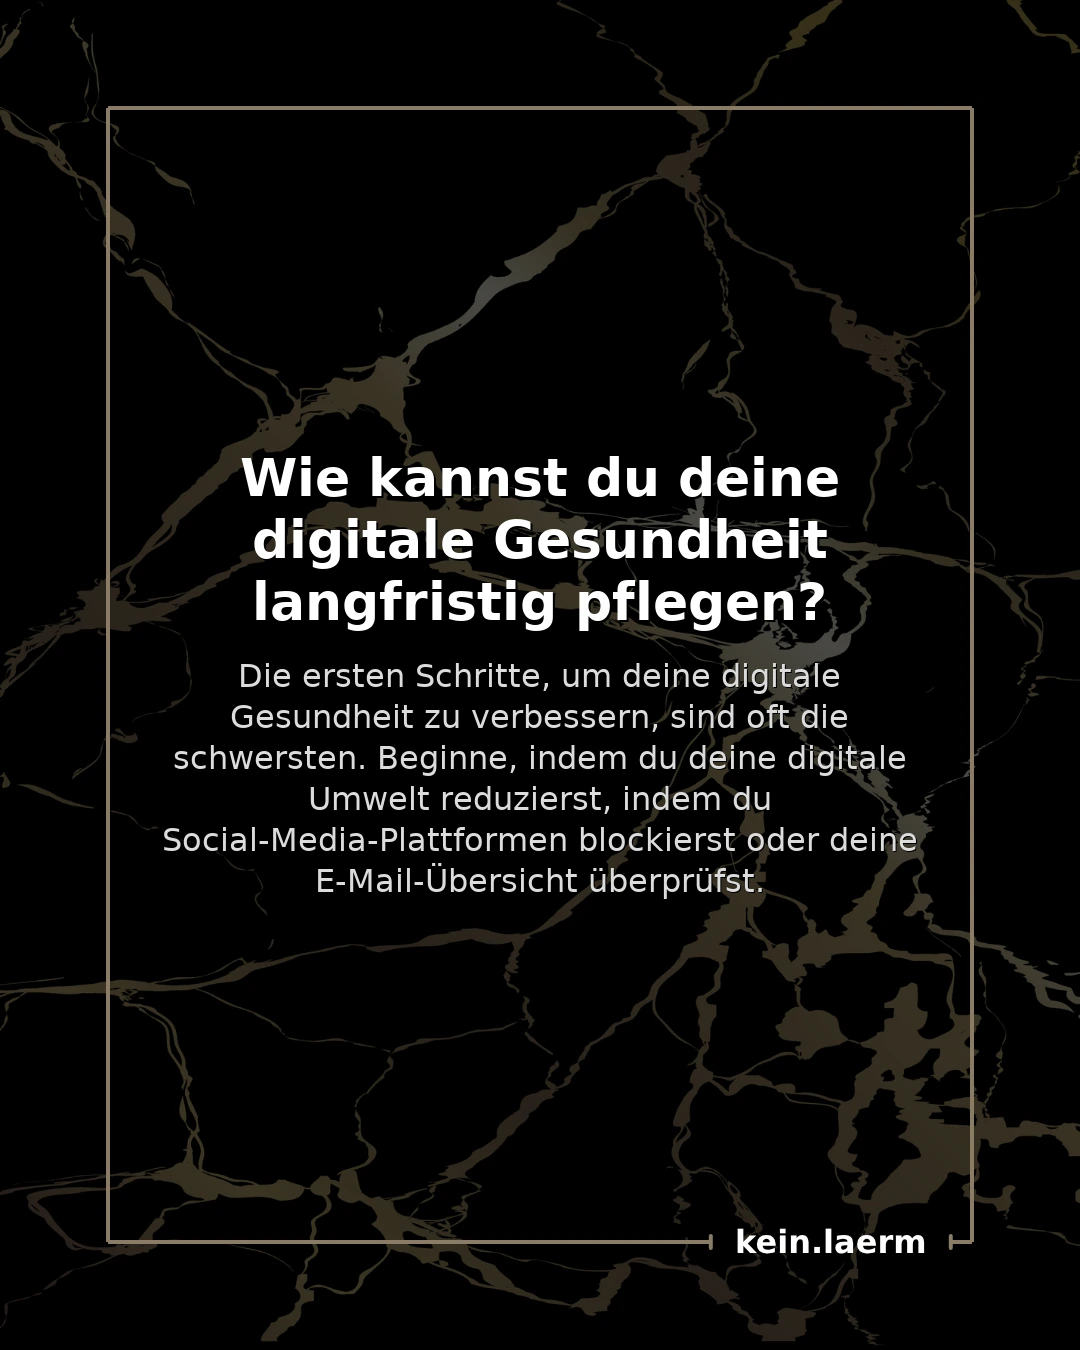 Wie kannst du deine
digitale Gesundheit
langfristig pflegen?
Die ersten Schritte, um deine digitale
Gesundheit zu verbessern, sind oft die
schwersten. Beginne, indem du deine digitale
Umwelt reduzierst, indem du
Social-Media-Plattformen blockierst oder deine
E-Mail-Übersicht überprüfst.
kein.laerm